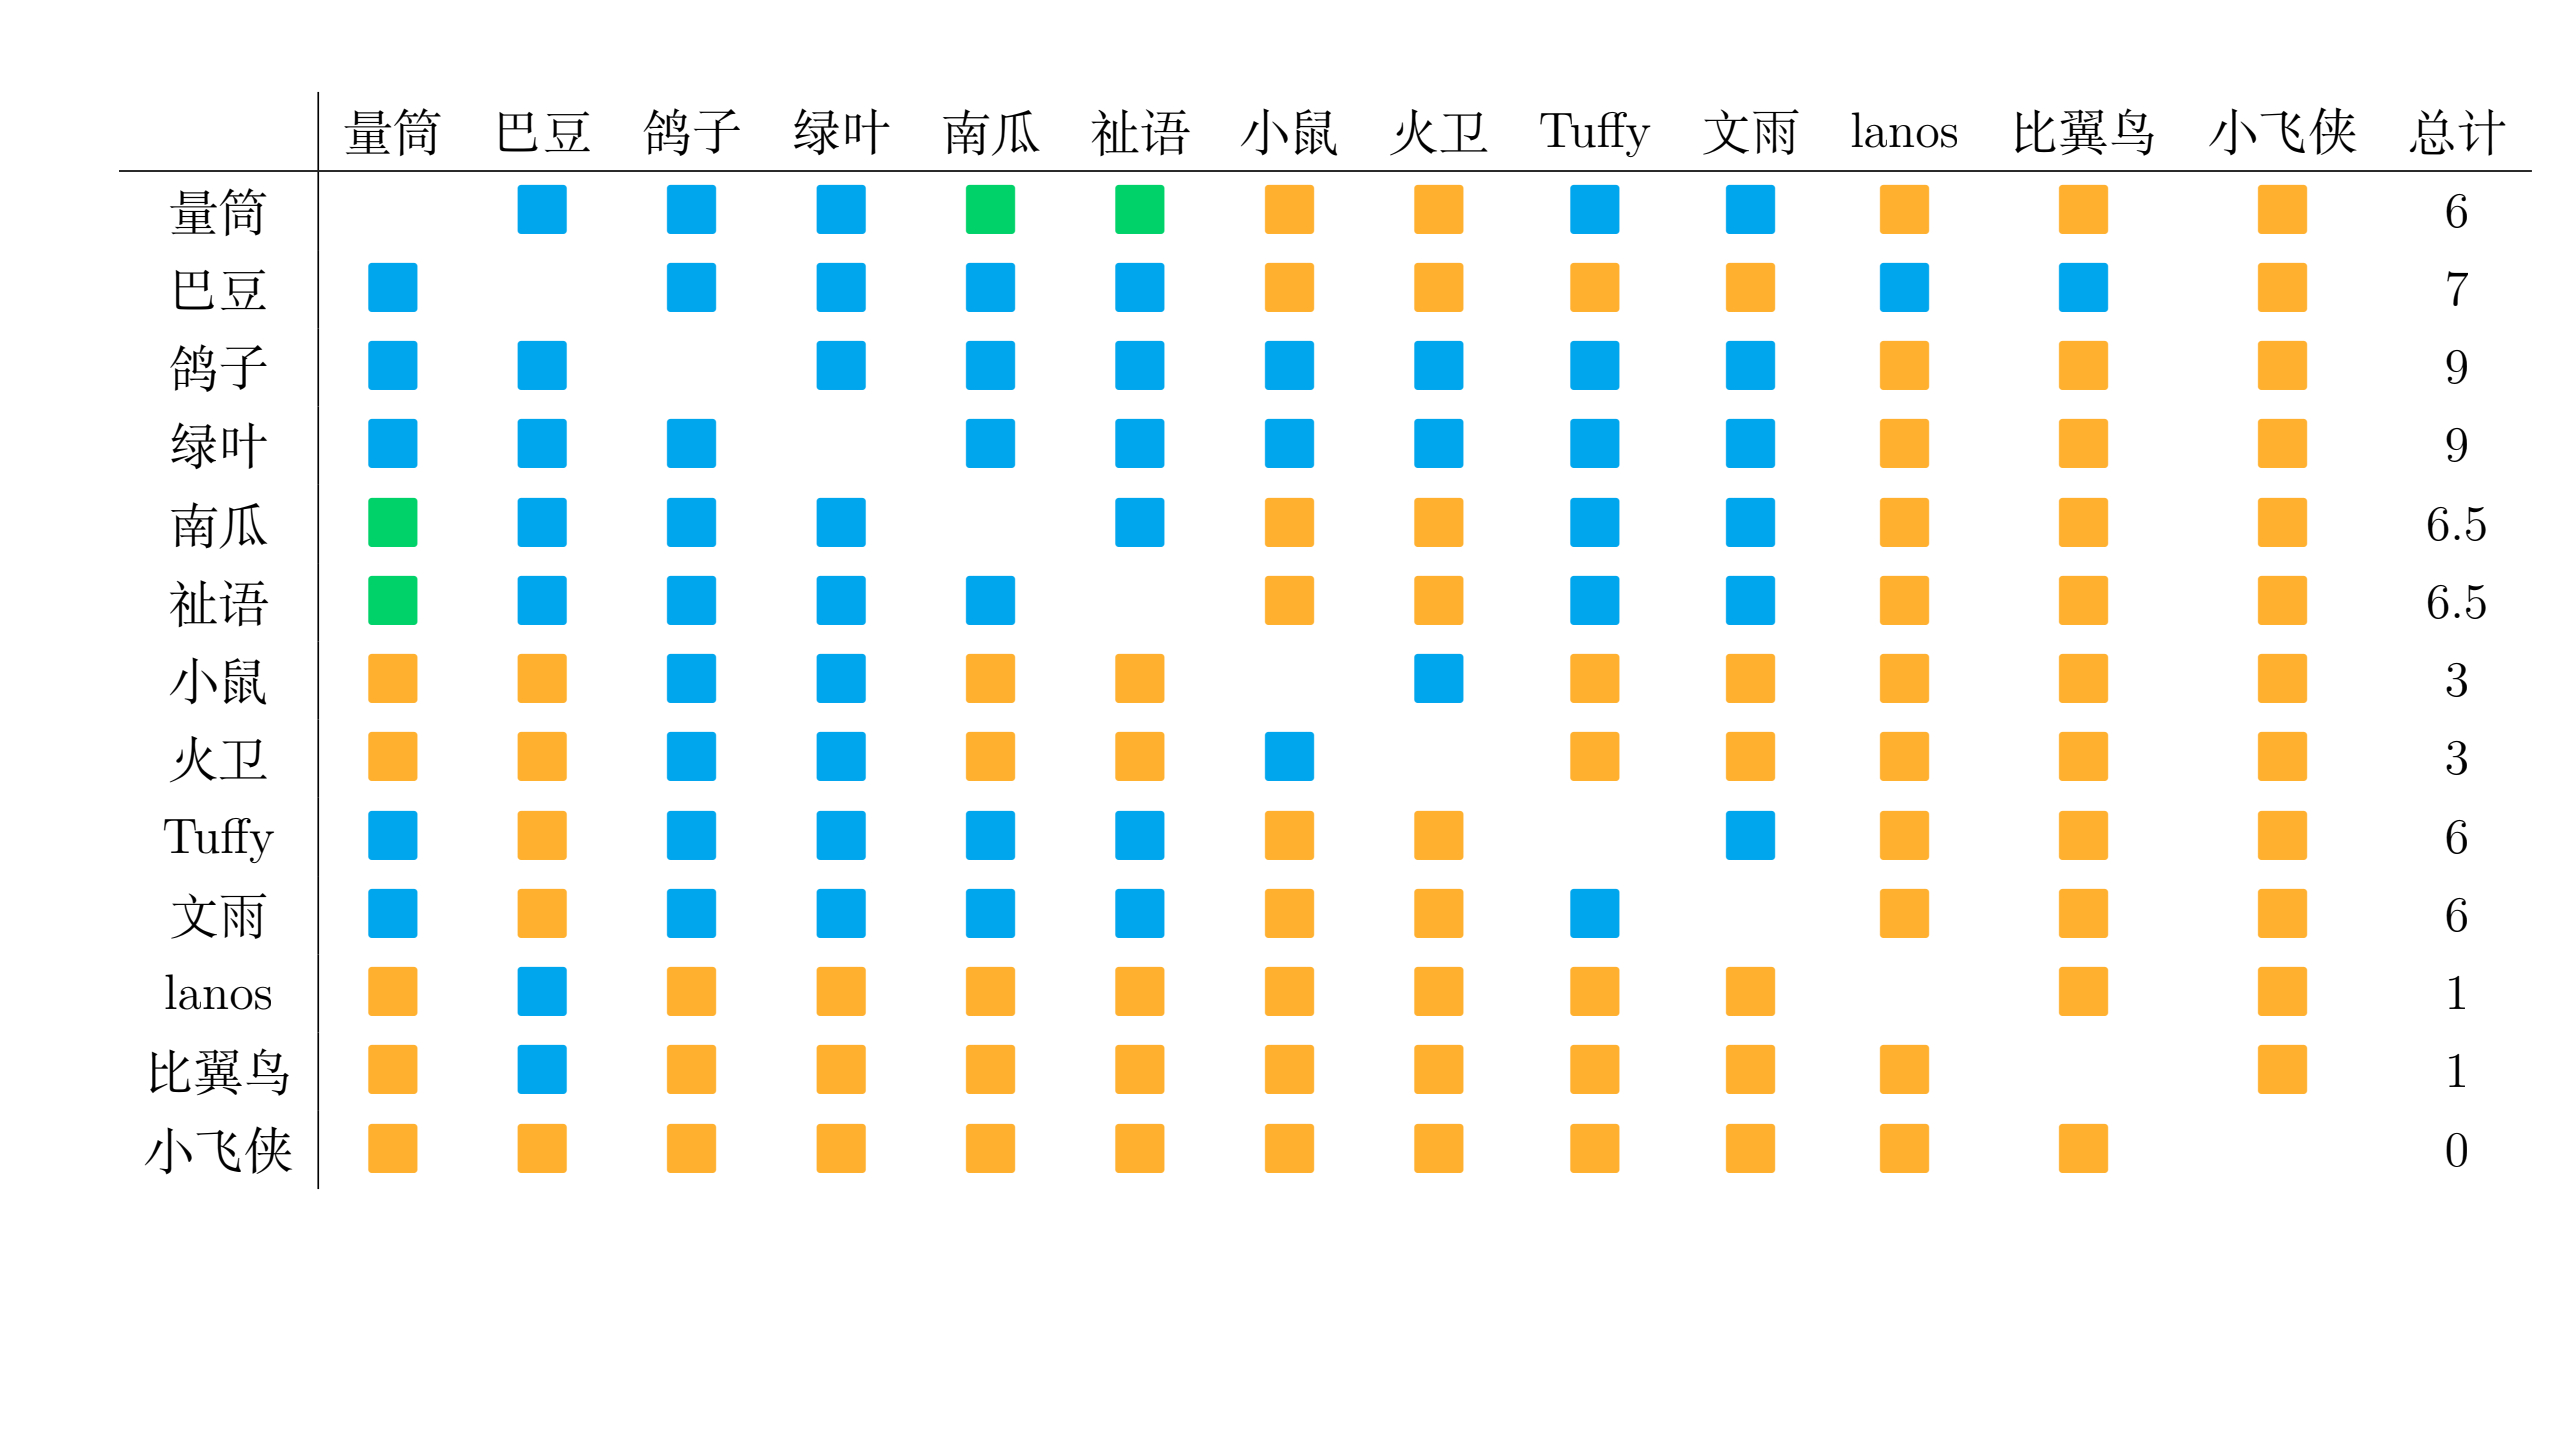 量筒 巴豆 鸽子 绿叶 南瓜 祉语 小鼠 火卫 Tuffy 文雨 lanos 比翼鸟 小飞侠 总计
量筒 6
巴豆 7
鸽子 9
绿叶 9
南瓜 6.5
祉语 6.5
小鼠 3
火卫 3
Tuffy 6
文雨 6
lanos 1
比翼鸟 1
小飞侠 0